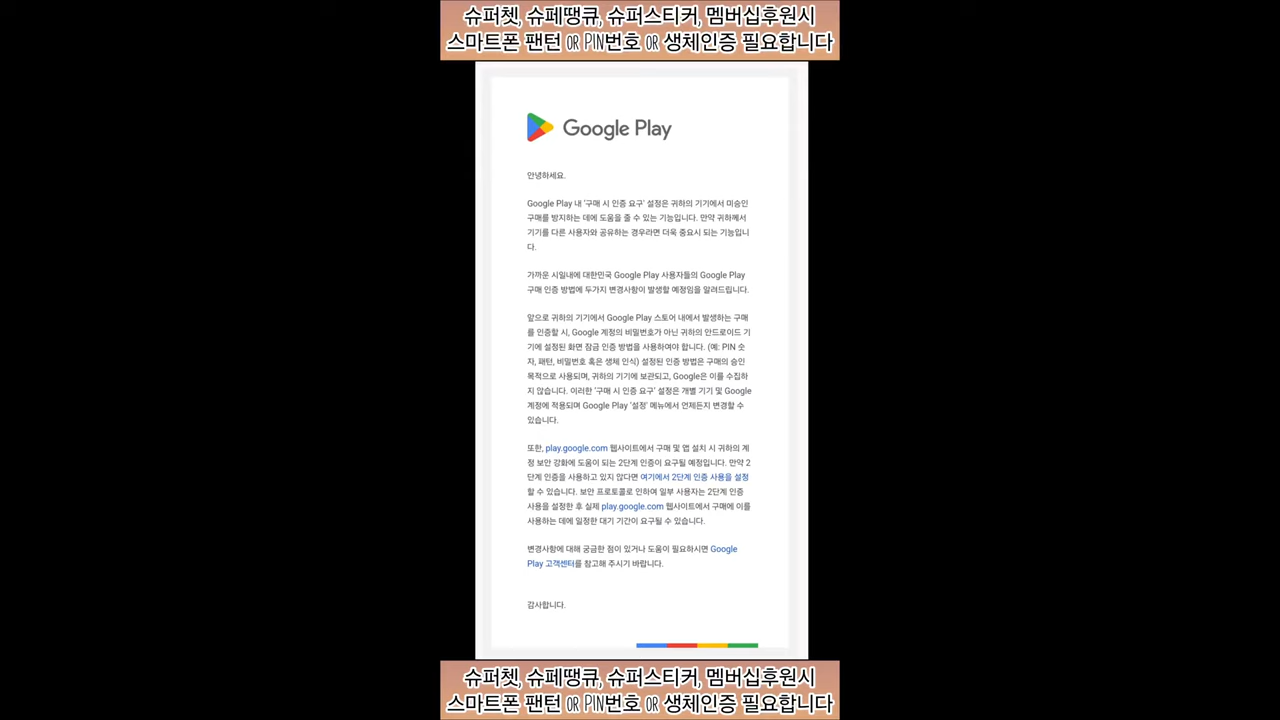 슈퍼쳇, 슈페땡큐, 슈퍼스티커, 멤버십후원시
스마트폰 팬턴 or PIN번호 or 생체인증 필요합니다
Google Play
안녕하세요.
Google Play 내 '구매 시 인증 요구' 설정은 귀하의 기기에서 미승인
구매를 방지하는 데에 도움을 줄 수 있는 기능입니다. 만약 귀하께서
기기를 다른 사용자와 공유하는 경우라면 더욱 중요시 되는 기능입니
다.
가까운 시일내에 대한민국 Google Play 사용자들의 Google Play
구매 인증 방법에 두가지 변경사항이 발생할 예정임을 알려드립니다.
앞으로 귀하의 기기에서 Google Play 스토어 내에서 발생하는 구매
를 인증할 시, Google 계정의 비밀번호가 아닌 귀하의 안드로이드 기
기에 설정된 화면 잠금 인증 방법을 사용하여야 합니다. (예: PIN 숫
자, 패턴, 비밀번호 혹은 생체 인식) 설정된 인증 방법은 구매의 승인
목적으로 사용되며, 귀하의 기기에 보관되고, Google은 이를 수집하
지 않습니다. 이러한 '구매 시 인증 요구' 설정은 개별 기기 및 Google
계정에 적용되며 Google Play '설정' 메뉴에서 언제든지 변경할 수
있습니다.
또한, play.google.com 웹사이트에서 구매 및 앱 설치 시 귀하의 계
정 보안 강화에 도움이 되는 2단계 인증이 요구될 예정입니다. 만약 2
단계 인증을 사용하고 있지 않다면 여기에서 2단계 인증 사용을 설정
할 수 있습니다. 보안 프로토콜로 인하여 일부 사용자는 2단계 인증
사용을 설정한 후 실제 play.google.com 웹사이트에서 구매에 이를
사용하는 데에 일정한 대기 기간이 요구될 수 있습니다.
변경사항에 대해 궁금한 점이 있거나 도움이 필요하시면 Google
Play 고객센터를 참고해 주시기 바랍니다.
감사합니다.
슈퍼쳇, 슈페땡큐, 슈퍼스티커, 멤버십후원시
스마트폰 팬턴 or PIN번호 or 생체인증 필요합니다